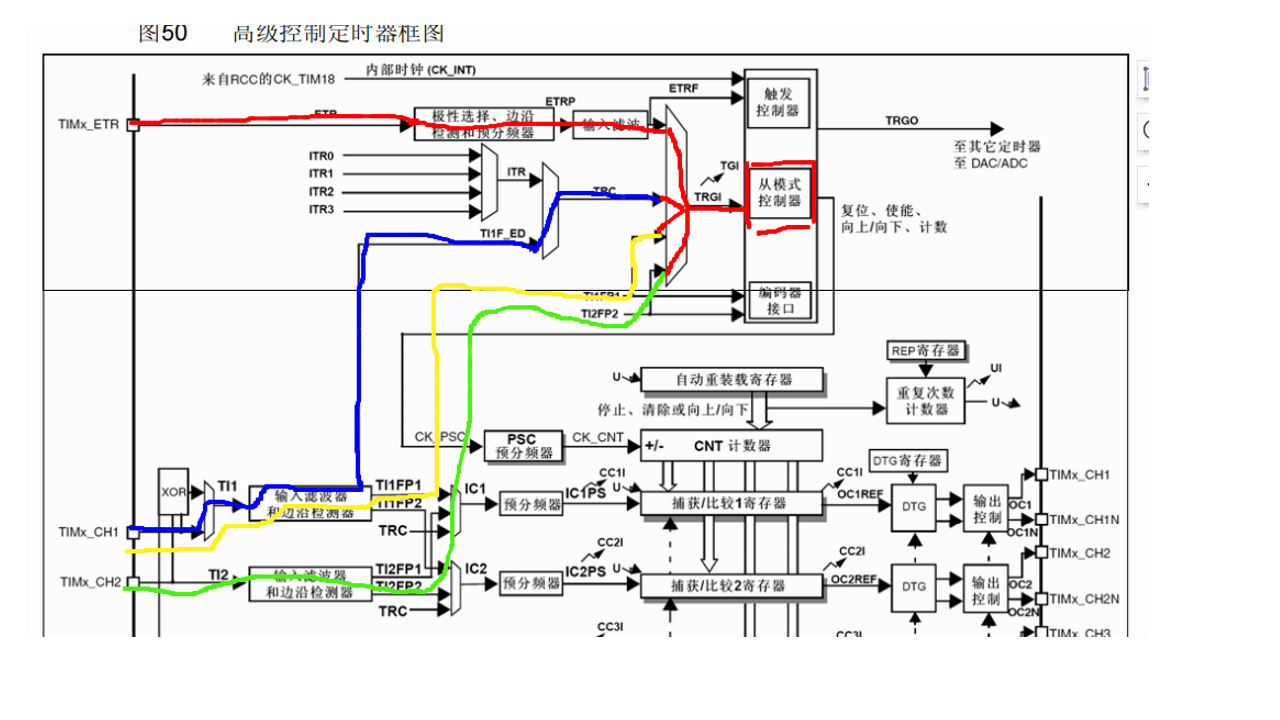 图50 高级控制定时器框图
来自RCC的CK_TIM18
内部时钟 (CK_INT)
触发
控制器
TIMx_ETR
ETR
极性选择、边沿
检测和预分频器
ETRP
输入滤波
ETRF
TRGO
至其它定时器
至 DAC/ADC
ITR0
ITR1
ITR2
ITR3
ITR
TRC
TI1F_ED
TGI
TRGI
从模式
控制器
复位、使能、
向上/向下、计数
TI1FP1
TI2FP2
编码器
接口
REP寄存器
UI
U
自动重装载寄存器
重复次数
计数器
U
停止、清除或向上/向下
CK_PSC
PSC
预分频器
CK_CNT
+/-
CNT 计数器
DTG寄存器
XOR
TI1
输入滤波器
和边沿检测器
TI1FP1
TI1FP2
TRC
IC1
预分频器
IC1PS
CC1I
U
捕获/比较1寄存器
CC1I
OC1REF
DTG
输出
控制
OC1
OC1N
TIMx_CH1
TIMx_CH1N
TIMx_CH1
TIMx_CH2
TI2
输入滤波器
和边沿检测器
TI2FP1
TI2FP2
TRC
IC2
预分频器
IC2PS
CC2I
U
捕获/比较2寄存器
CC2I
OC2REF
DTG
输出
控制
OC2
OC2N
TIMx_CH2
TIMx_CH2N
CC3I
CC3I
TIMx_CH3